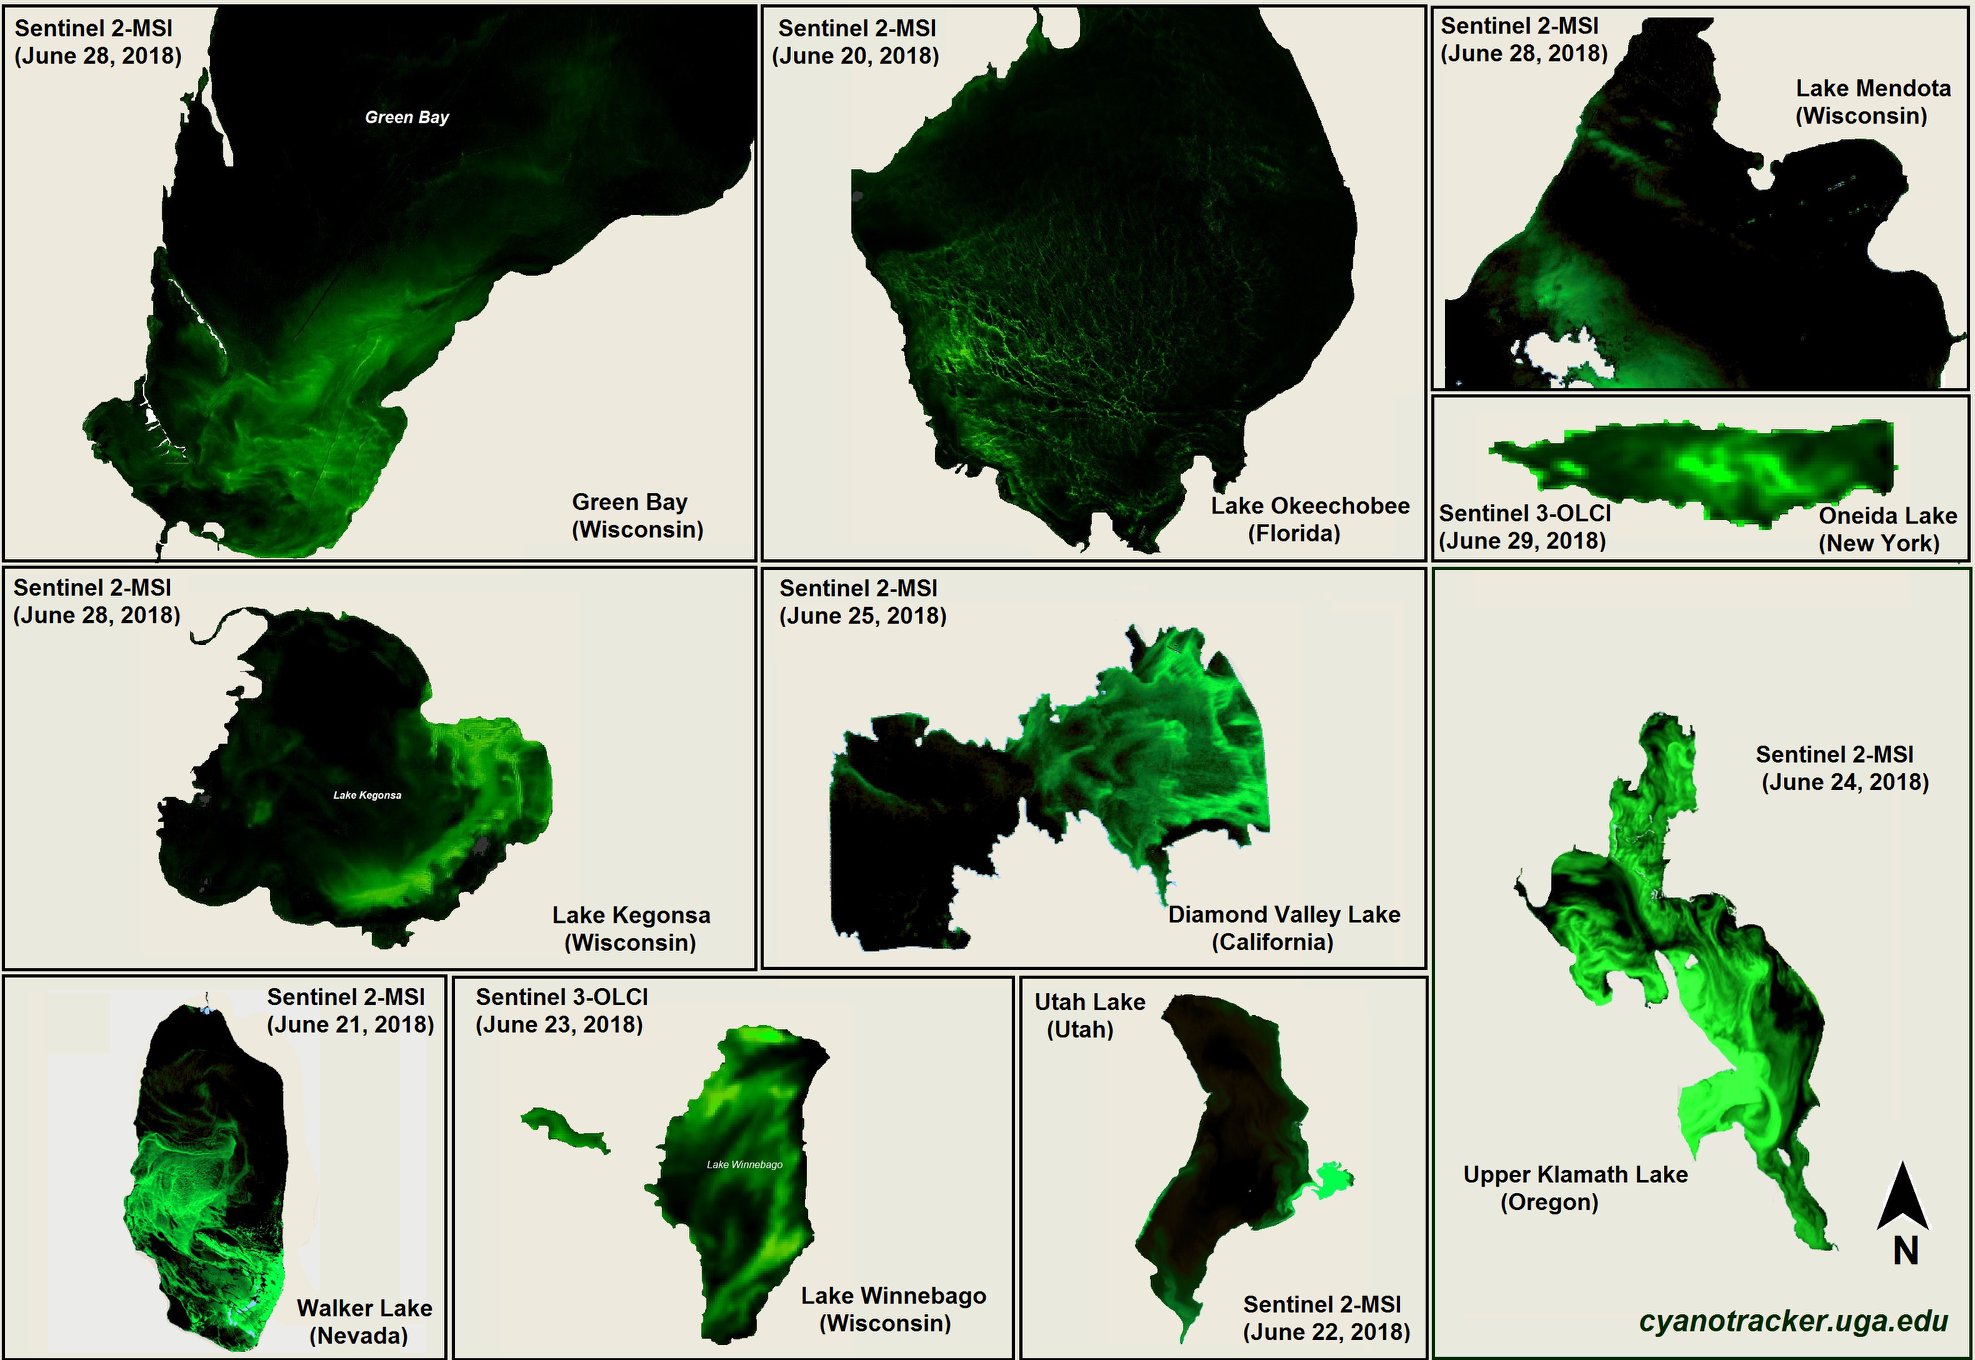 Sentinel 2-MSI
(June 28, 2018)
Green Bay
Green Bay
(Wisconsin)
Sentinel 2-MSI
(June 20, 2018)
Lake Okeechobee
(Florida)
Sentinel 2-MSI
(June 28, 2018)
Lake Mendota
(Wisconsin)
Sentinel 3-OLCI
(June 29, 2018)
Oneida Lake
(New York)
Sentinel 2-MSI
(June 28, 2018)
Lake Kegonsa
Lake Kegonsa
(Wisconsin)
Sentinel 2-MSI
(June 25, 2018)
Diamond Valley Lake
(California)
Sentinel 2-MSI
(June 24, 2018)
Upper Klamath Lake
(Oregon)
N
cyanotracker.uga.edu
Sentinel 2-MSI
(June 21, 2018)
Walker Lake
(Nevada)
Sentinel 3-OLCI
(June 23, 2018)
Lake Winnebago
Lake Winnebago
(Wisconsin)
Utah Lake
(Utah)
Sentinel 2-MSI
(June 22, 2018)